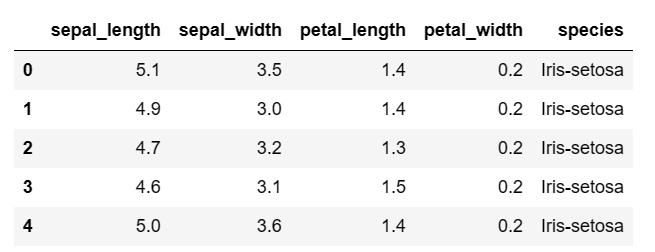 sepal_length sepal_width petal_length petal_width species
0 5.1 3.5 1.4 0.2 Iris-setosa
1 4.9 3.0 1.4 0.2 Iris-setosa
2 4.7 3.2 1.3 0.2 Iris-setosa
3 4.6 3.1 1.5 0.2 Iris-setosa
4 5.0 3.6 1.4 0.2 Iris-setosa